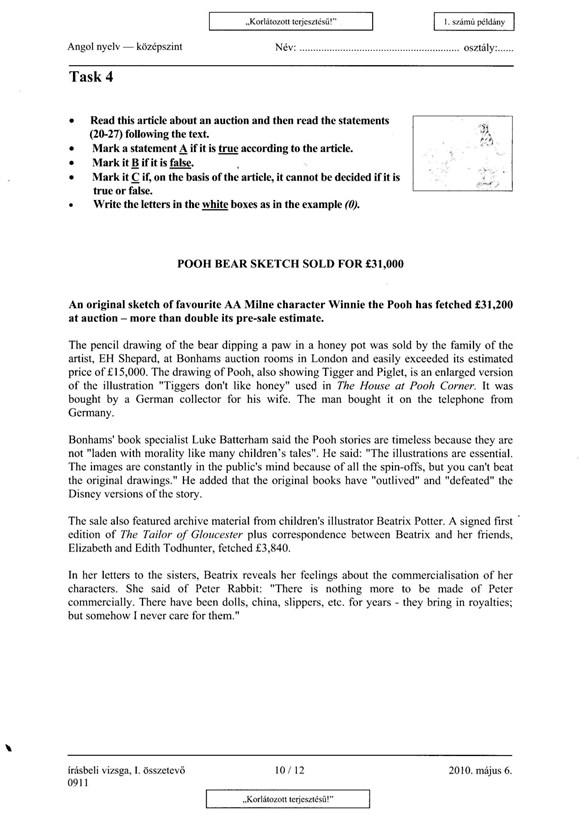 „Korlátozott terjesztésű!”
1. számú példány
Angol nyelv — középszint
Név: ............................................................ osztály:......
Task 4
• Read this article about an auction and then read the statements
(20-27) following the text.
• Mark a statement A if it is true according to the article.
• Mark it B if it is false.
• Mark it C if, on the basis of the article, it cannot be decided if it is
true or false.
• Write the letters in the white boxes as in the example (0).
POOH BEAR SKETCH SOLD FOR £31,000
An original sketch of favourite AA Milne character Winnie the Pooh has fetched £31,200
at auction – more than double its pre-sale estimate.
The pencil drawing of the bear dipping a paw in a honey pot was sold by the family of the
artist, EH Shepard, at Bonhams auction rooms in London and easily exceeded its estimated
price of £15,000. The drawing of Pooh, also showing Tigger and Piglet, is an enlarged version
of the illustration "Tiggers don't like honey" used in The House at Pooh Corner. It was
bought by a German collector for his wife. The man bought it on the telephone from
Germany.
Bonhams' book specialist Luke Batterham said the Pooh stories are timeless because they are
not "laden with morality like many children's tales". He said: "The illustrations are essential.
The images are constantly in the public's mind because of all the spin-offs, but you can't beat
the original drawings." He added that the original books have "outlived" and "defeated" the
Disney versions of the story.
The sale also featured archive material from children's illustrator Beatrix Potter. A signed first
edition of The Tailor of Gloucester plus correspondence between Beatrix and her friends,
Elizabeth and Edith Todhunter, fetched £3,840.
In her letters to the sisters, Beatrix reveals her feelings about the commercialisation of her
characters. She said of Peter Rabbit: "There is nothing more to be made of Peter
commercially. There have been dolls, china, slippers, etc. for years - they bring in royalties;
but somehow I never care for them."
írásbeli vizsga, I. összetevő
10 / 12
2010. május 6.
0911
„Korlátozott terjesztésű!”